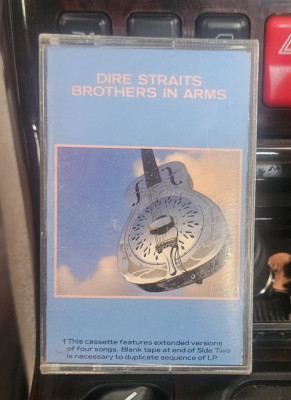 DIRE STRAITS
BROTHERS IN ARMS
†This cassette features extended versions
of four songs. Blank tape at end of Side Two
is necessary to duplicate sequence of LP.